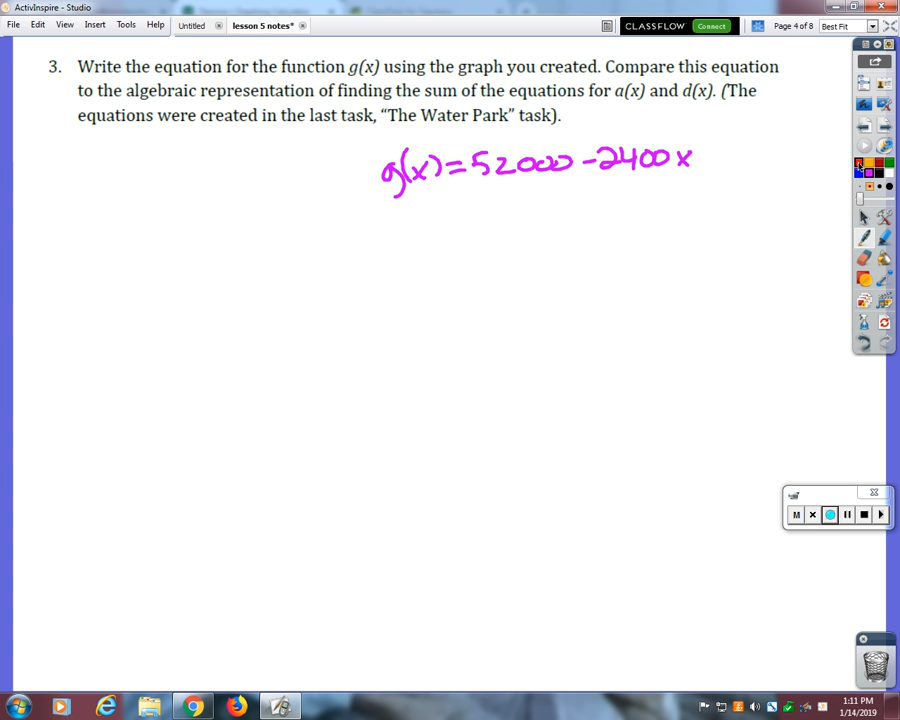 ActivInspire - Studio
File Edit View Insert Tools Help Untitled lesson 5 notes* CLASSFLOW Connect Page 4 of 8 Best Fit
3. Write the equation for the function g(x) using the graph you created. Compare this equation
to the algebraic representation of finding the sum of the equations for a(x) and d(x). (The
equations were created in the last task, “The Water Park” task).
g(x) = 52000 - 2400x
M
1:11 PM
1/14/2019